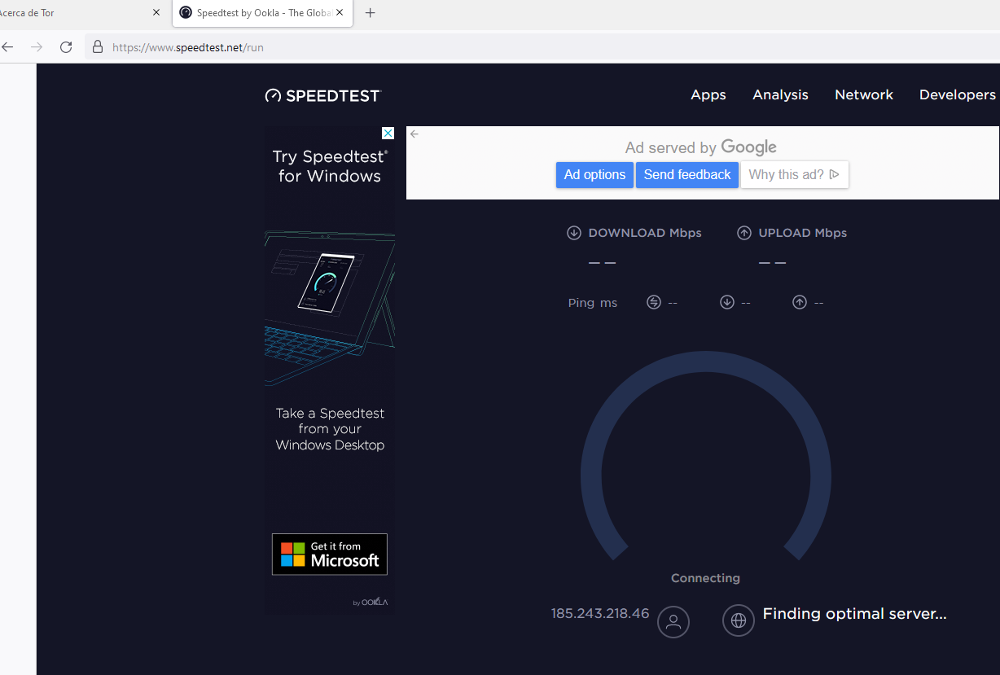 Acerca de Tor
Speedtest by Ookla - The Global
https://www.speedtest.net/run
SPEEDTEST
Apps Analysis Network Developers
Try Speedtest®
for Windows
Take a Speedtest
from your
Windows Desktop
Get it from
Microsoft
by OOKLA
Ad served by Google
Ad options Send feedback Why this ad?
DOWNLOAD Mbps UPLOAD Mbps
— — — —
Ping ms -- -- --
Connecting
185.243.218.46 Finding optimal server...